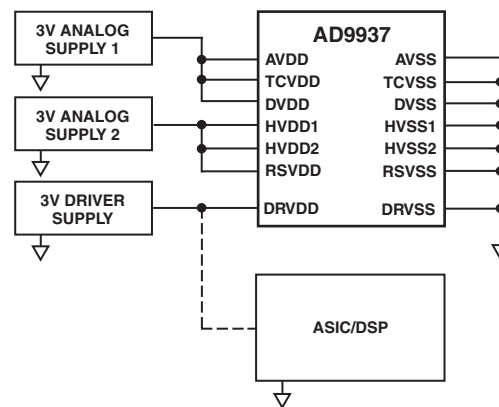 3V ANALOG
SUPPLY 1
3V ANALOG
SUPPLY 2
3V DRIVER
SUPPLY
AD9937
AVDD AVSS
TCVDD TCVSS
DVDD DVSS
HVDD1 HVSS1
HVDD2 HVSS2
RSVDD RSVSS
DRVDD DRVSS
ASIC/DSP